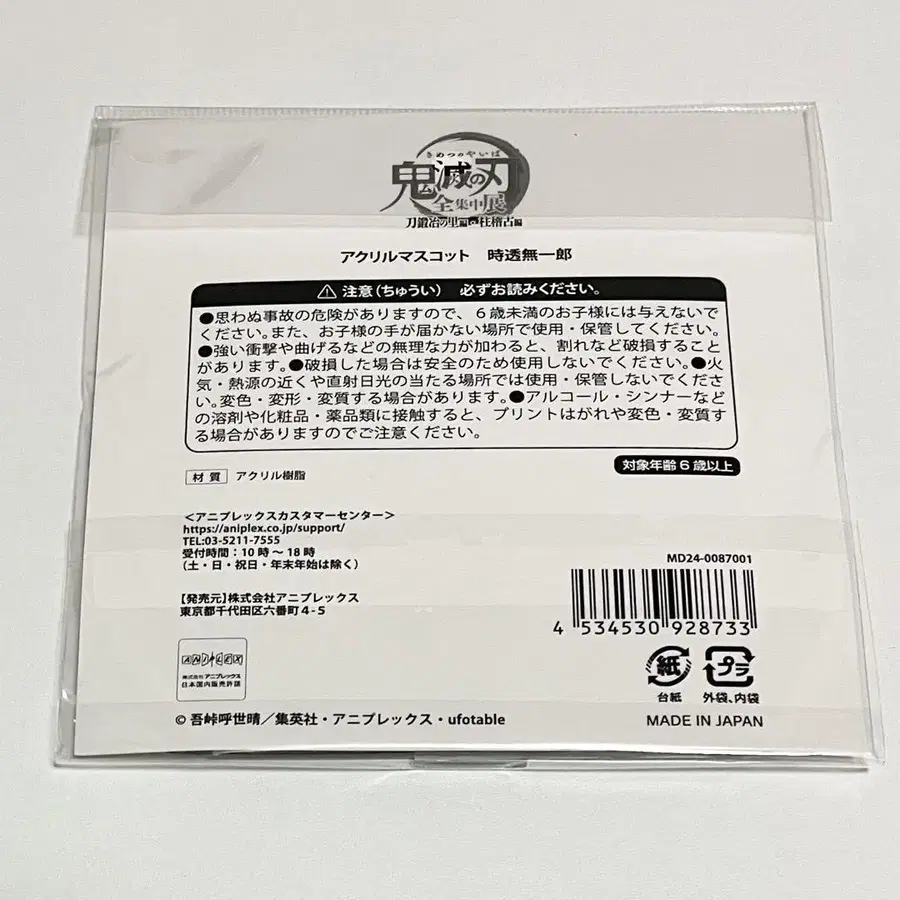 きめつのやいば
鬼滅の刃
全集中展
刀鍛冶の里編・柱稽古編
アクリルマスコット　時透無一郎
⚠ 注意（ちゅうい）　必ずお読みください。
●思わぬ事故の危険がありますので、６歳未満のお子様には与えないで
ください。また、お子様の手が届かない場所で使用・保管してください。
●強い衝撃や曲げるなどの無理な力が加わると、割れなど破損すること
があります。●破損した場合は安全のため使用しないでください。●火
気・熱源の近くや直射日光の当たる場所では使用・保管しないでくださ
い。変色・変形・変質する場合があります。●アルコール・シンナーなど
の溶剤や化粧品・薬品類に接触すると、プリントはがれや変色・変質す
る場合がありますのでご注意ください。
対象年齢６歳以上
材質　アクリル樹脂
＜アニプレックスカスタマーセンター＞
https://aniplex.co.jp/support/
TEL:03-5211-7555
受付時間：10時～18時
（土・日・祝日・年末年始は除く）
【発売元】株式会社アニプレックス
東京都千代田区六番町４-５
MD24-0087001
4 534530 928733
ANIPLEX
株式会社アニプレックス
日本国内販売許諾
紙
台紙
プラ
外袋、内袋
© 吾峠呼世晴／集英社・アニプレックス・ufotable
MADE IN JAPAN